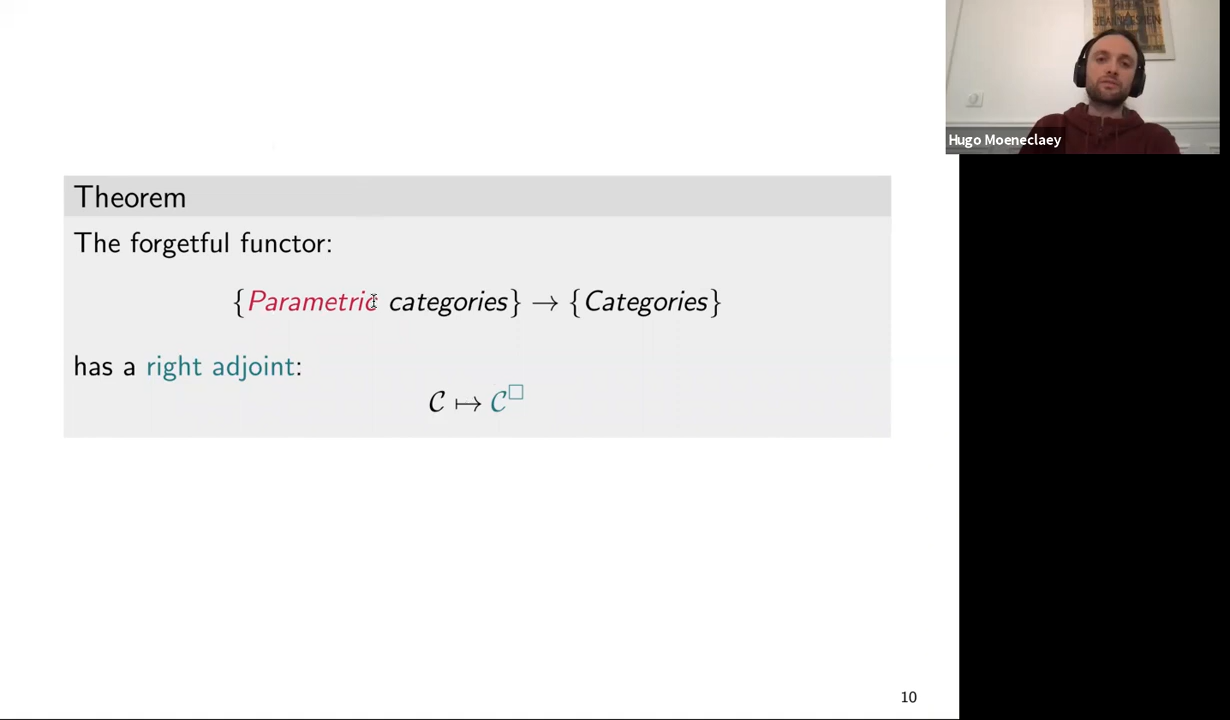 Hugo Moeneclaey
Theorem
The forgetful functor:
{Parametric categories} → {Categories}
has a right adjoint:
𝒞 ↦ 𝒞^□
10